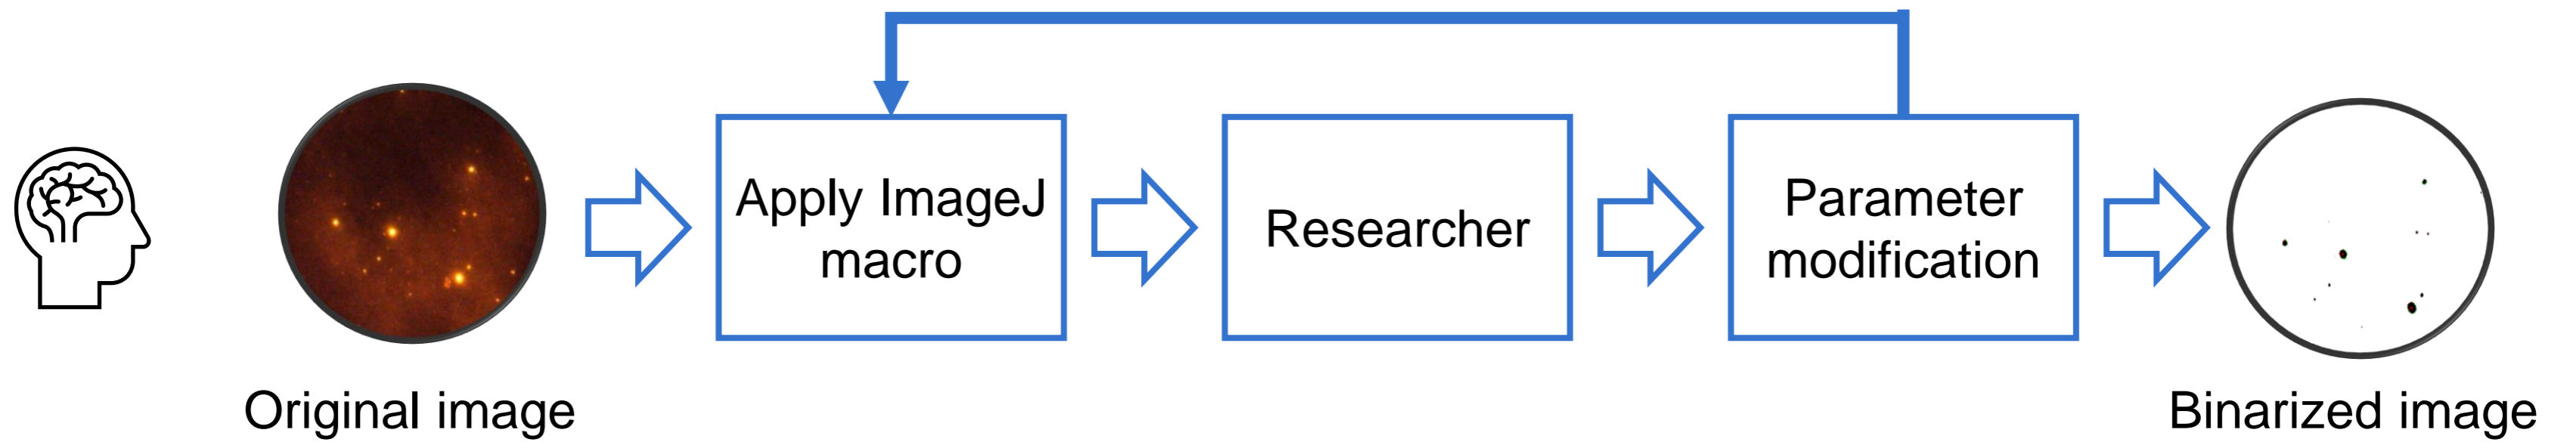 Apply ImageJ
macro
Researcher
Parameter
modification
Original image
Binarized image